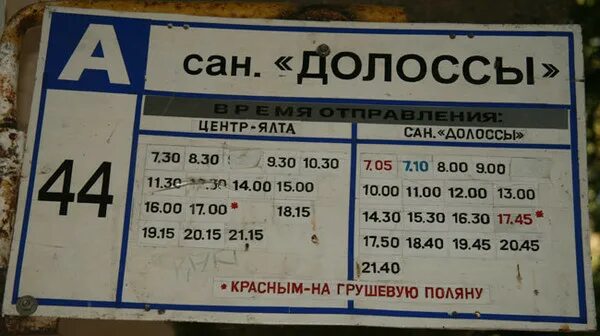 А
сан. «ДОЛОССЫ»
44
ВРЕМЯ ОТПРАВЛЕНИЯ:
ЦЕНТР-ЯЛТА
7.30 8.30 9.30 10.30
11.30 14.00 15.00
16.00 17.00* 18.15
19.15 20.15 21.15
САН. «ДОЛОССЫ»
7.05 7.10 8.00 9.00
10.00 11.00 12.00 13.00
14.30 15.30 16.30 17.45*
17.50 18.40 19.45 20.45
21.40
* КРАСНЫМ-НА ГРУШЕВУЮ ПОЛЯНУ